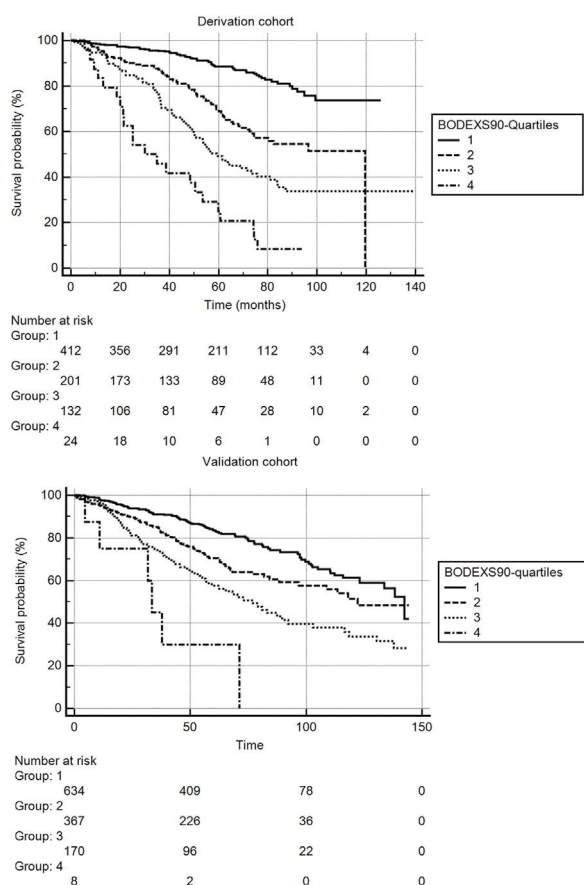 Derivation cohort
Survival probability (%)
100
80
60
40
20
0
0 20 40 60 80 100 120 140
Time (months)
BODEXS90-Quartiles
1
2
3
4
Number at risk
Group: 1
412 356 291 211 112 33 4 0
Group: 2
201 173 133 89 48 11 0 0
Group: 3
132 106 81 47 28 10 2 0
Group: 4
24 18 10 6 1 0 0 0
Validation cohort
Survival probability (%)
100
80
60
40
20
0
0 50 100 150
Time
BODEXS90-quartiles
1
2
3
4
Number at risk
Group: 1
634 409 78 0
Group: 2
367 226 36 0
Group: 3
170 96 22 0
Group: 4
8 2 0 0